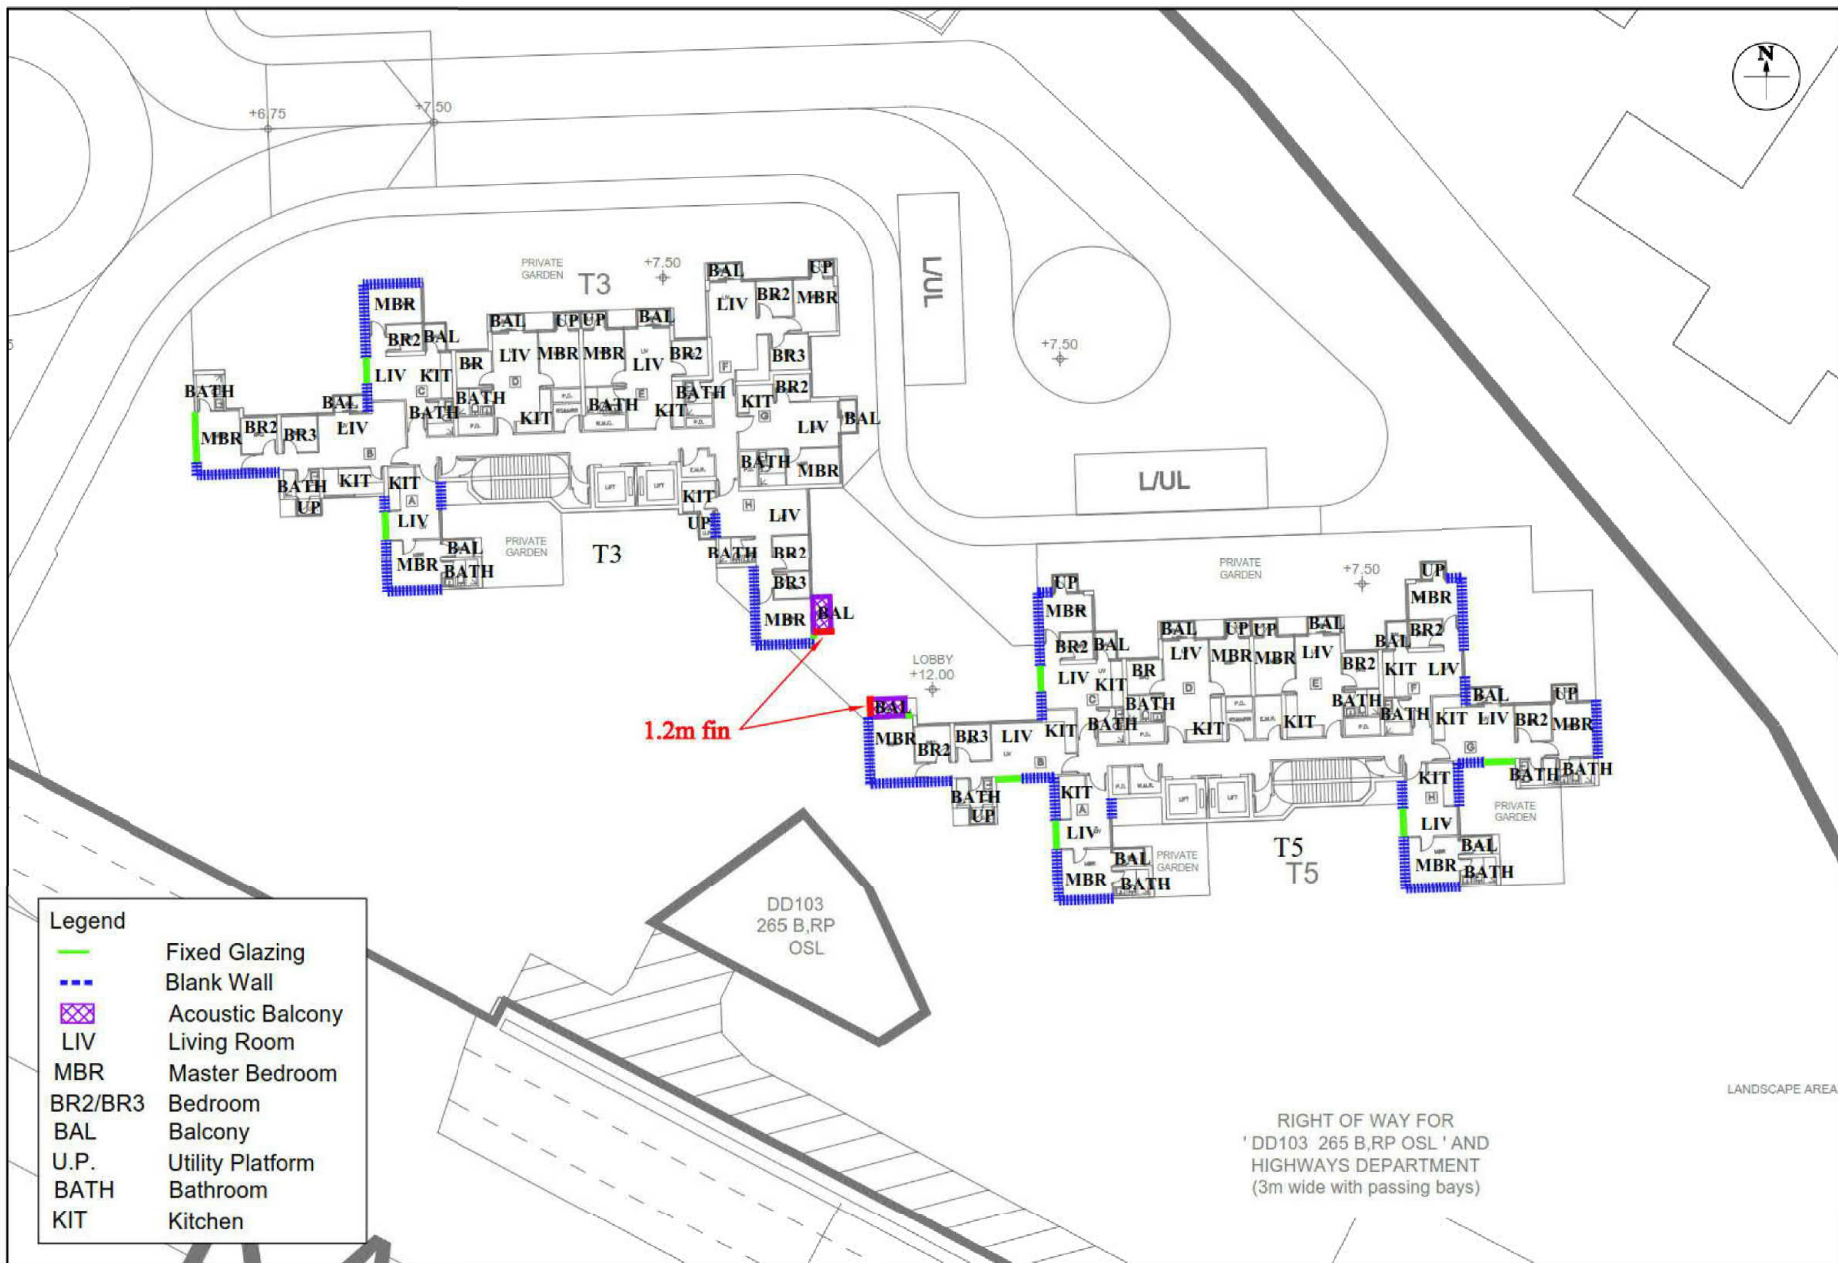 N
+6.75
+7.50
L/UL
PRIVATE
GARDEN
T3
+7.50
BAL
UP
MBR
LIV
BR2
MBR
BAL
UP
UP
BAL
BR2
BAL
BR
LIV
MBR
MBR
LIV
BR2
BR3
LIV
KIT
C
D
E
F
BATH
BAL
BATH
BATH
KIT
BATH
KIT
BATH
KIT
BR2
G
LIV
BAL
MBR
BR2
BR3
LIV
B
BATH
MBR
BATH
UP
KIT
KIT
A
LIV
LIFT
LIFT
KIT
H
LIV
UP
MBR
BAL
BATH
PRIVATE
GARDEN
T3
BATH
BR2
BR3
MBR
BAL
+7.50
L/UL
1.2m fin
LOBBY
+12.00
PRIVATE
GARDEN
+7.50
UP
UP
MBR
MBR
BR2
BAL
BAL
UP
UP
BAL
BAL
BR2
LIV
KIT
BR
LIV
MBR
MBR
LIV
BR2
KIT
LIV
C
D
E
F
BATH
BATH
KIT
KIT
BATH
BATH
BAL
UP
BAL
MBR
BR2
BR3
LIV
KIT
B
KIT
LIV
BR2
MBR
G
BATH
UP
KIT
A
LIV
LIFT
LIFT
KIT
H
LIV
BATH
BATH
PRIVATE
GARDEN
MBR
BAL
BATH
PRIVATE
GARDEN
T5
T5
MBR
BAL
BATH
DD103
265 B,RP
OSL
LANDSCAPE AREA
RIGHT OF WAY FOR
' DD103 265 B,RP OSL ' AND
HIGHWAYS DEPARTMENT
(3m wide with passing bays)
Legend
Fixed Glazing
Blank Wall
Acoustic Balcony
LIV Living Room
MBR Master Bedroom
BR2/BR3 Bedroom
BAL Balcony
U.P. Utility Platform
BATH Bathroom
KIT Kitchen